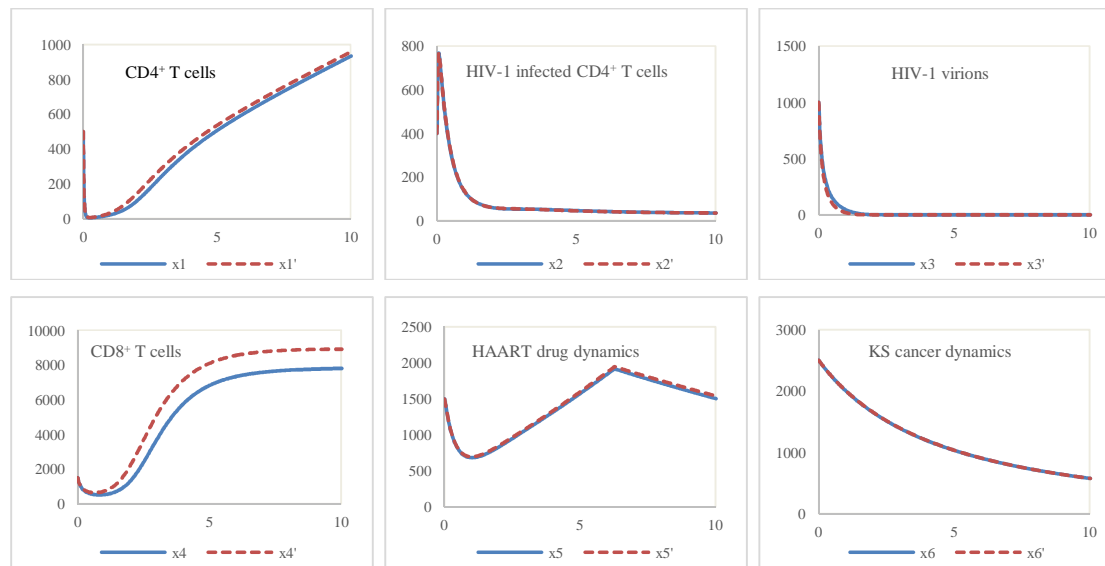 1000
800
600
400
200
0
0 5 10
CD4⁺ T cells
x1 x1'
800
600
400
200
0
0 5 10
HIV-1 infected CD4⁺ T cells
x2 x2'
1500
1000
500
0
0 5 10
HIV-1 virions
x3 x3'
10000
8000
6000
4000
2000
0
0 5 10
CD8⁺ T cells
x4 x4'
2500
2000
1500
1000
500
0
0 5 10
HAART drug dynamics
x5 x5'
3000
2000
1000
0
0 5 10
KS cancer dynamics
x6 x6'